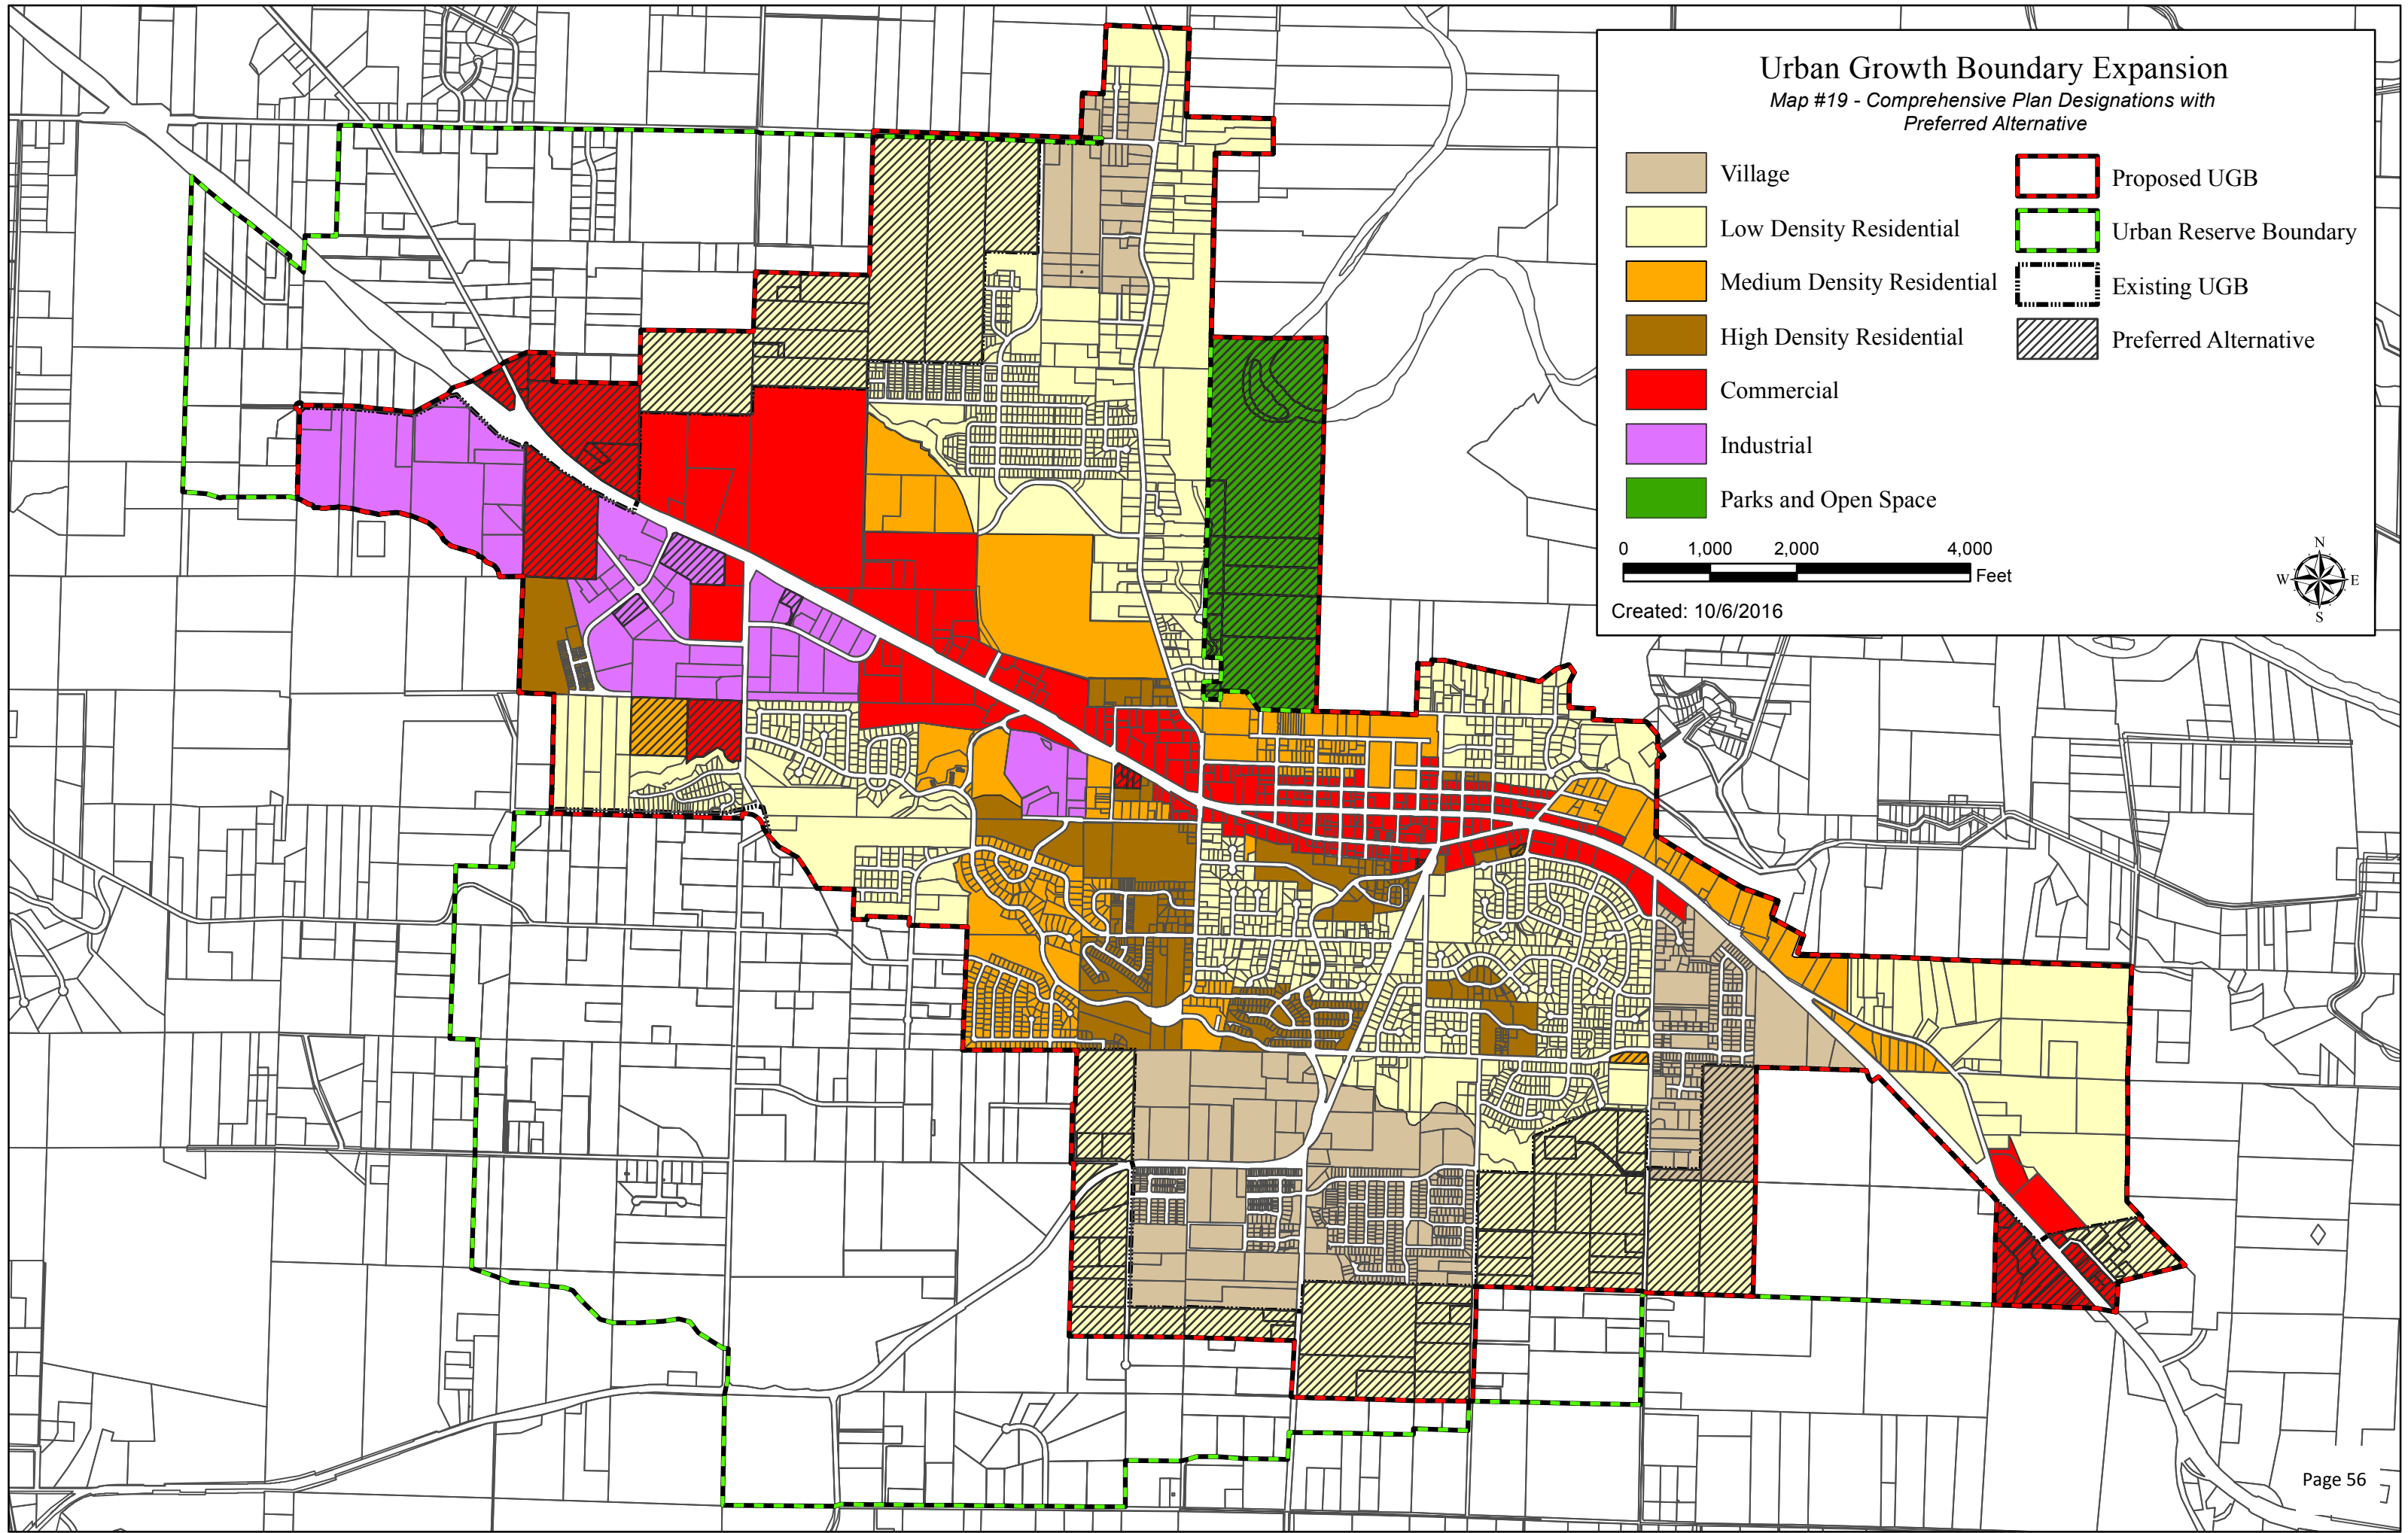 Urban Growth Boundary Expansion
Map #19 - Comprehensive Plan Designations with
Preferred Alternative
Village
Low Density Residential
Medium Density Residential
High Density Residential
Commercial
Industrial
Parks and Open Space
Proposed UGB
Urban Reserve Boundary
Existing UGB
Preferred Alternative
0 1,000 2,000 4,000
Feet
Created: 10/6/2016
N
W E
S
Page 56